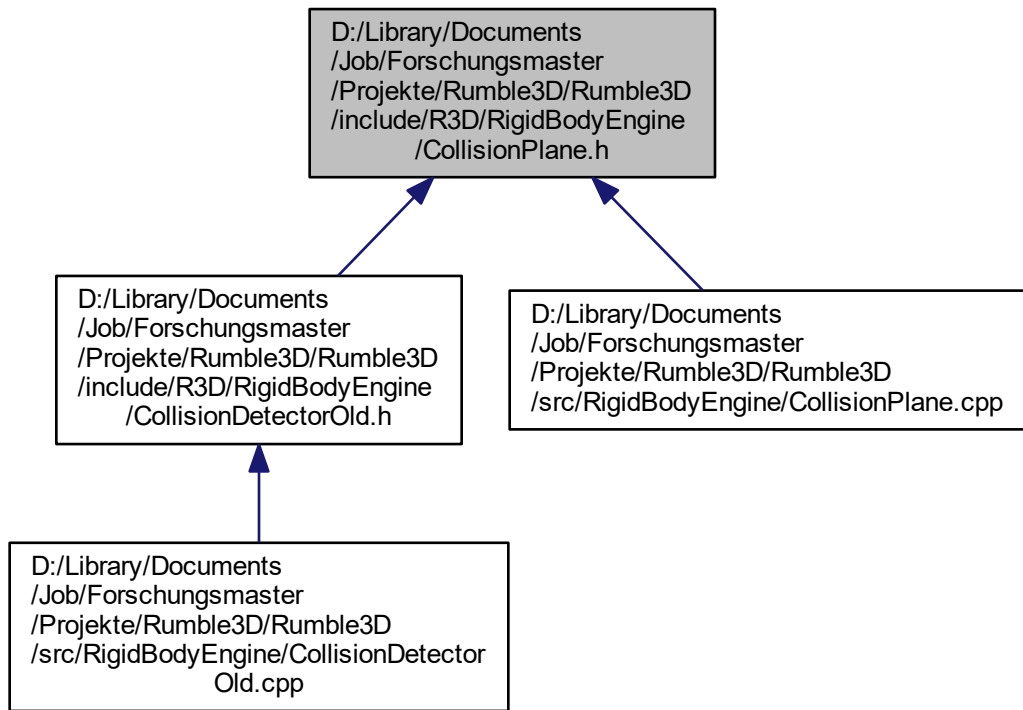 D:/Library/Documents
/Job/Forschungsmaster
/Projekte/Rumble3D/Rumble3D
/include/R3D/RigidBodyEngine
/CollisionPlane.h
D:/Library/Documents
/Job/Forschungsmaster
/Projekte/Rumble3D/Rumble3D
/include/R3D/RigidBodyEngine
/CollisionDetectorOld.h
D:/Library/Documents
/Job/Forschungsmaster
/Projekte/Rumble3D/Rumble3D
/src/RigidBodyEngine/CollisionPlane.cpp
D:/Library/Documents
/Job/Forschungsmaster
/Projekte/Rumble3D/Rumble3D
/src/RigidBodyEngine/CollisionDetector
Old.cpp